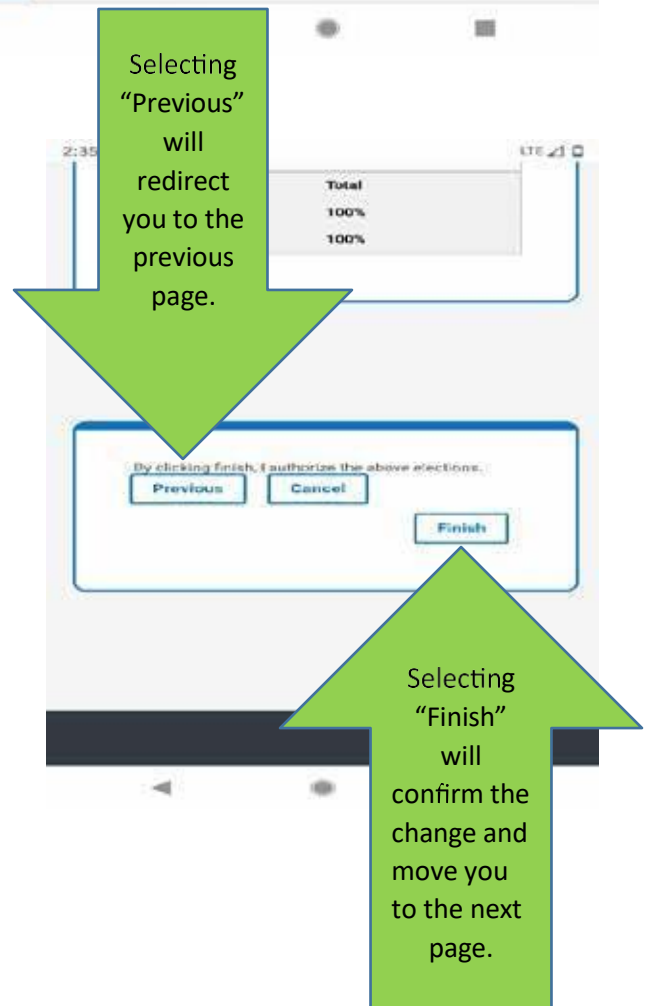 Selecting
“Previous”
will
redirect
you to the
previous
page.
2:35
LTE
Total
100%
100%
By clicking finish, I authorize the above elections.
Previous
Cancel
Finish
Selecting
“Finish”
will
confirm the
change and
move you
to the next
page.